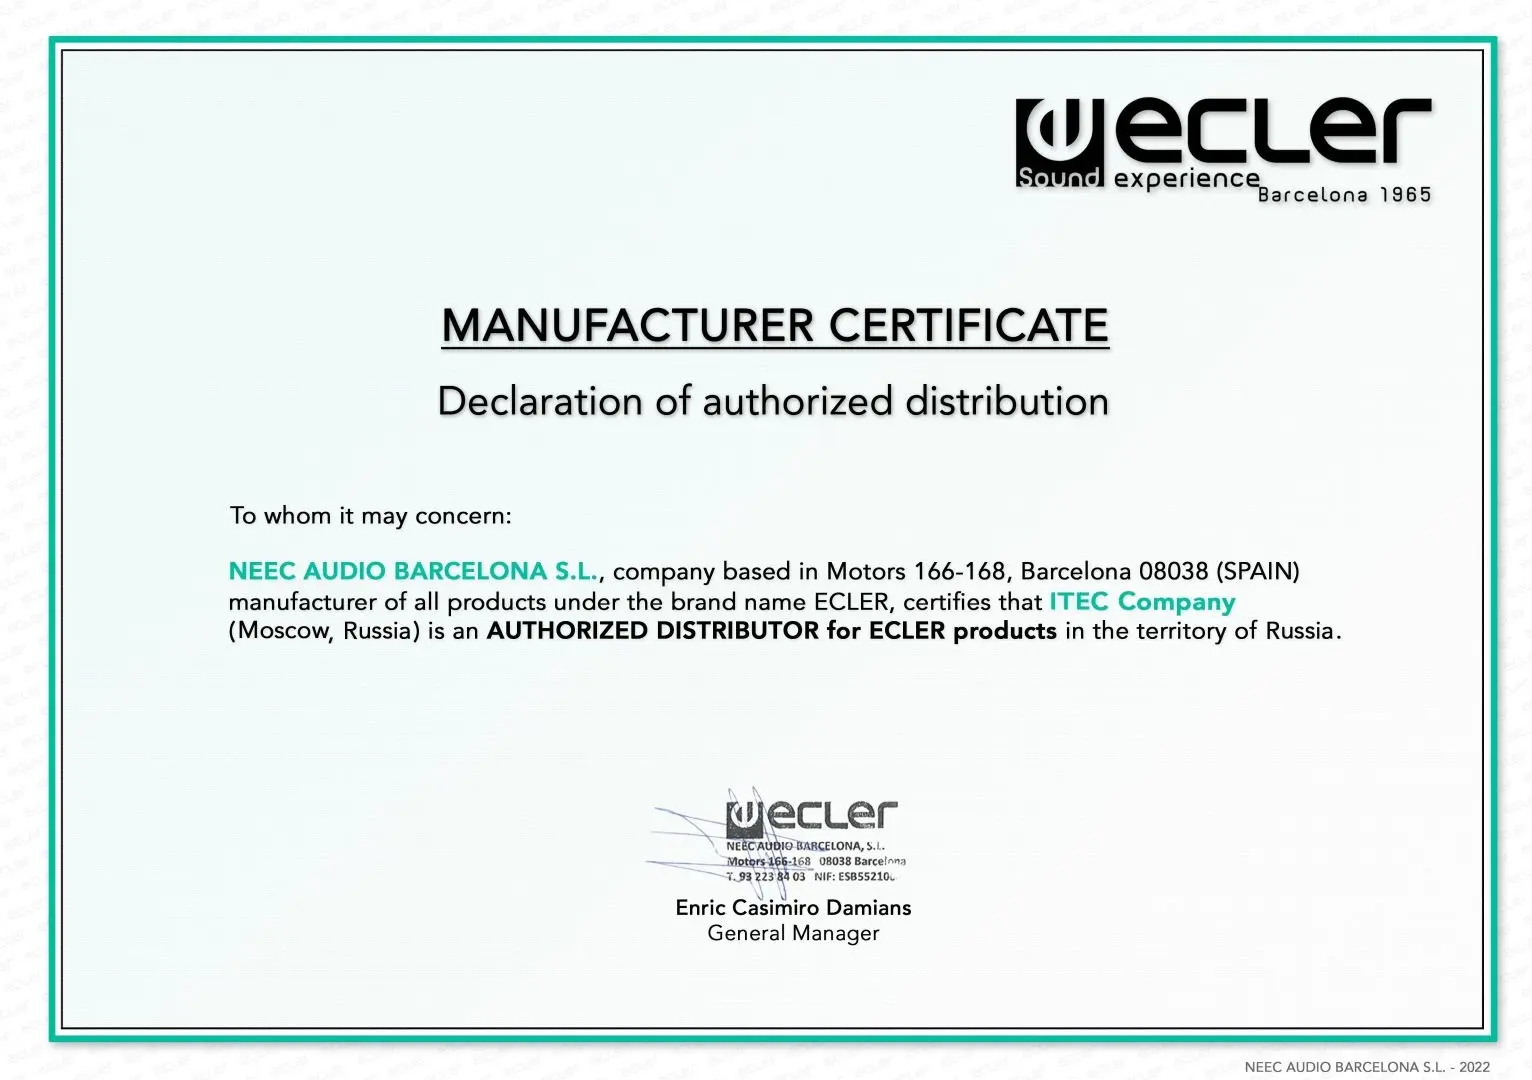 ecler
Sound experience
Barcelona 1965
MANUFACTURER CERTIFICATE
Declaration of authorized distribution
To whom it may concern:
NEEC AUDIO BARCELONA S.L., company based in Motors 166-168, Barcelona 08038 (SPAIN)
manufacturer of all products under the brand name ECLER, certifies that ITEC Company
(Moscow, Russia) is an AUTHORIZED DISTRIBUTOR for ECLER products in the territory of Russia.
ecler
NEEC AUDIO BARCELONA, S.L.
Motors 166-168 08038 Barcelona
T. 93 223 84 03 NIF:
Enric Casimiro Damians
General Manager
NEEC AUDIO BARCELONA S.L. - 2022